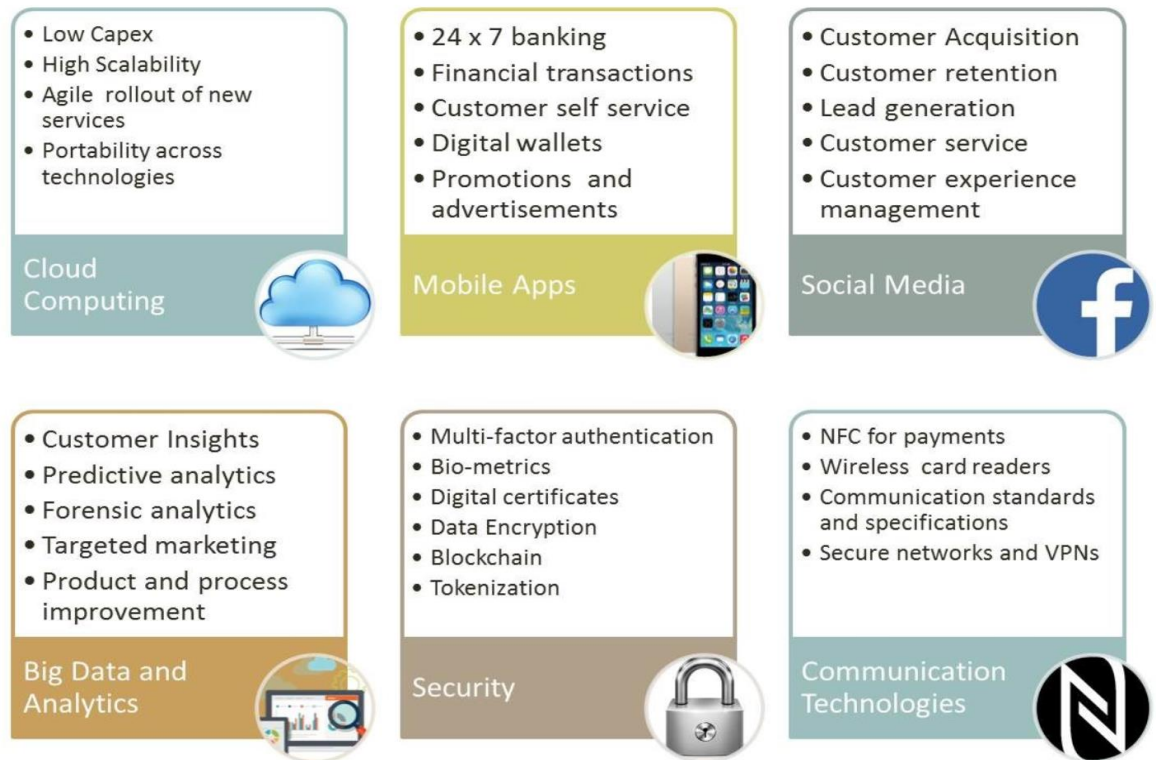 • Low Capex
• High Scalability
• Agile rollout of new
services
• Portability across
technologies
Cloud
Computing
• 24 x 7 banking
• Financial transactions
• Customer self service
• Digital wallets
• Promotions and
advertisements
Mobile Apps
• Customer Acquisition
• Customer retention
• Lead generation
• Customer service
• Customer experience
management
Social Media
f
• Customer Insights
• Predictive analytics
• Forensic analytics
• Targeted marketing
• Product and process
improvement
Big Data and
Analytics
• Multi-factor authentication
• Bio-metrics
• Digital certificates
• Data Encryption
• Blockchain
• Tokenization
Security
• NFC for payments
• Wireless card readers
• Communication standards
and specifications
• Secure networks and VPNs
Communication
Technologies